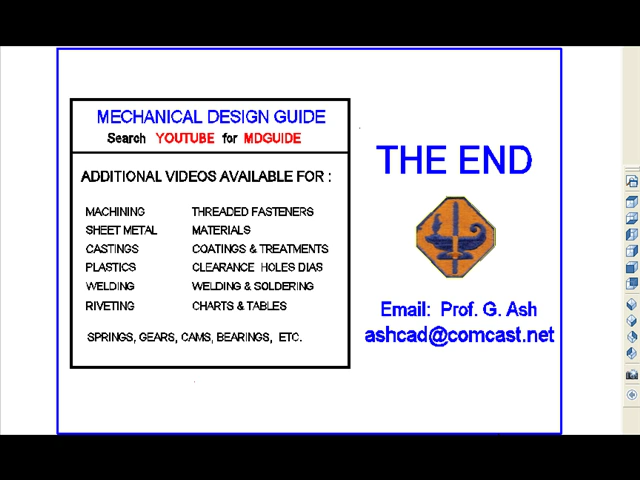 MECHANICAL DESIGN GUIDE
Search YOUTUBE for MDGUIDE
ADDITIONAL VIDEOS AVAILABLE FOR :
MACHINING THREADED FASTENERS
SHEET METAL MATERIALS
CASTINGS COATINGS & TREATMENTS
PLASTICS CLEARANCE HOLES DIAS
WELDING WELDING & SOLDERING
RIVETING CHARTS & TABLES
SPRINGS, GEARS, CAMS, BEARINGS, ETC.
THE END
Email: Prof. G. Ash
ashcad@comcast.net